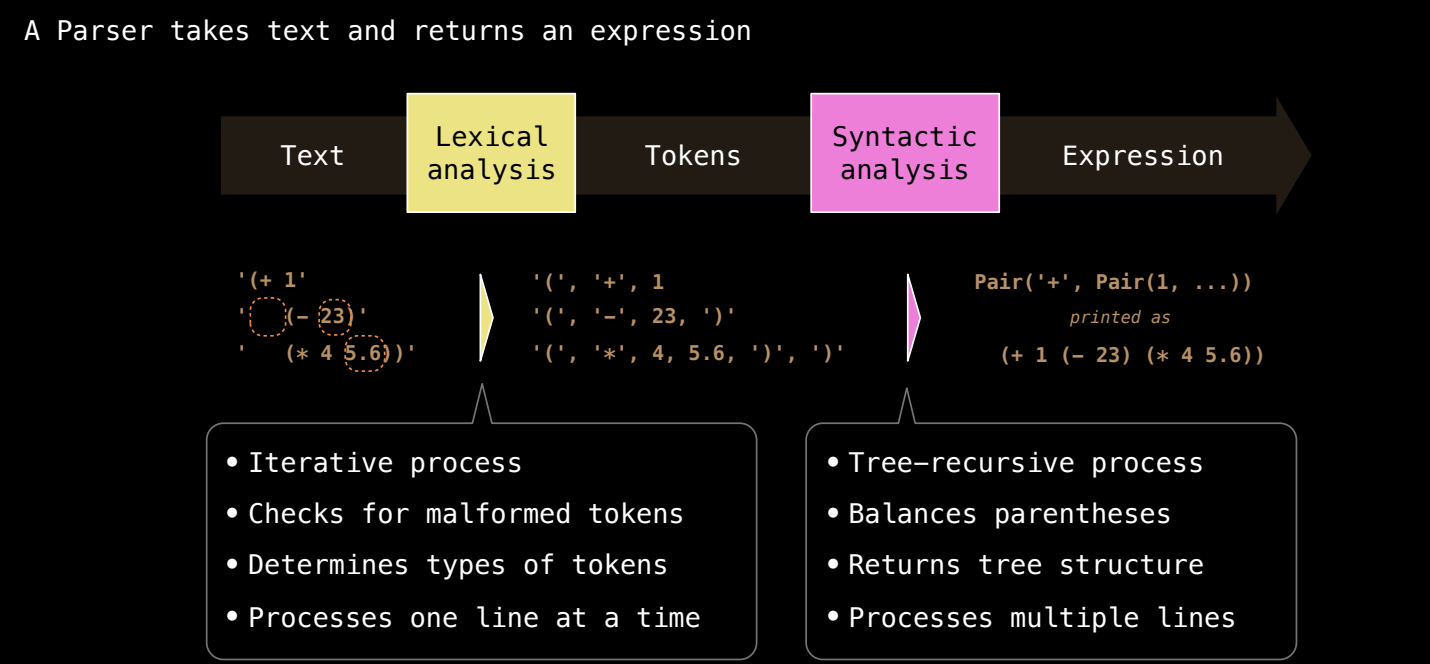 A Parser takes text and returns an expression
Text
Lexical
analysis
Tokens
Syntactic
analysis
Expression
'(+ 1'
'   (- 23)'
'   (* 4 5.6))'
'(', '+', 1
'(', '-', 23, ')'
'(', '*', 4, 5.6, ')', ')'
Pair('+', Pair(1, ...))
printed as
(+ 1 (- 23) (* 4 5.6))
• Iterative process
• Checks for malformed tokens
• Determines types of tokens
• Processes one line at a time
• Tree-recursive process
• Balances parentheses
• Returns tree structure
• Processes multiple lines